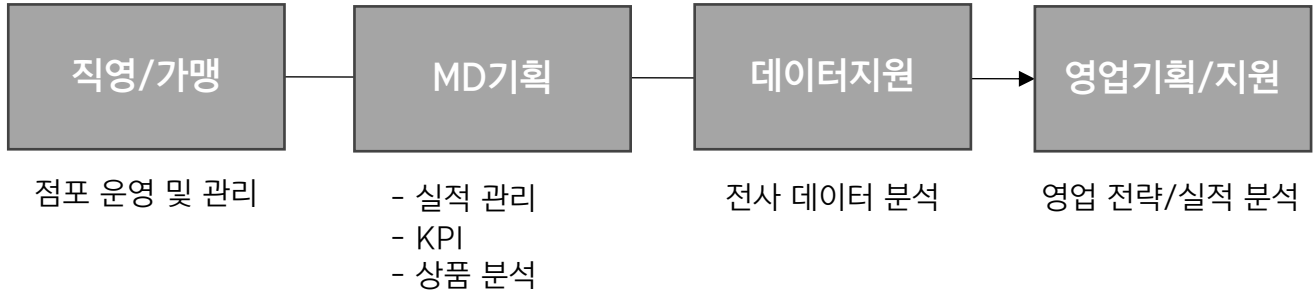 직영/가맹
MD기획
데이터지원
영업기획/지원
점포 운영 및 관리
- 실적 관리
- KPI
- 상품 분석
전사 데이터 분석
영업 전략/실적 분석